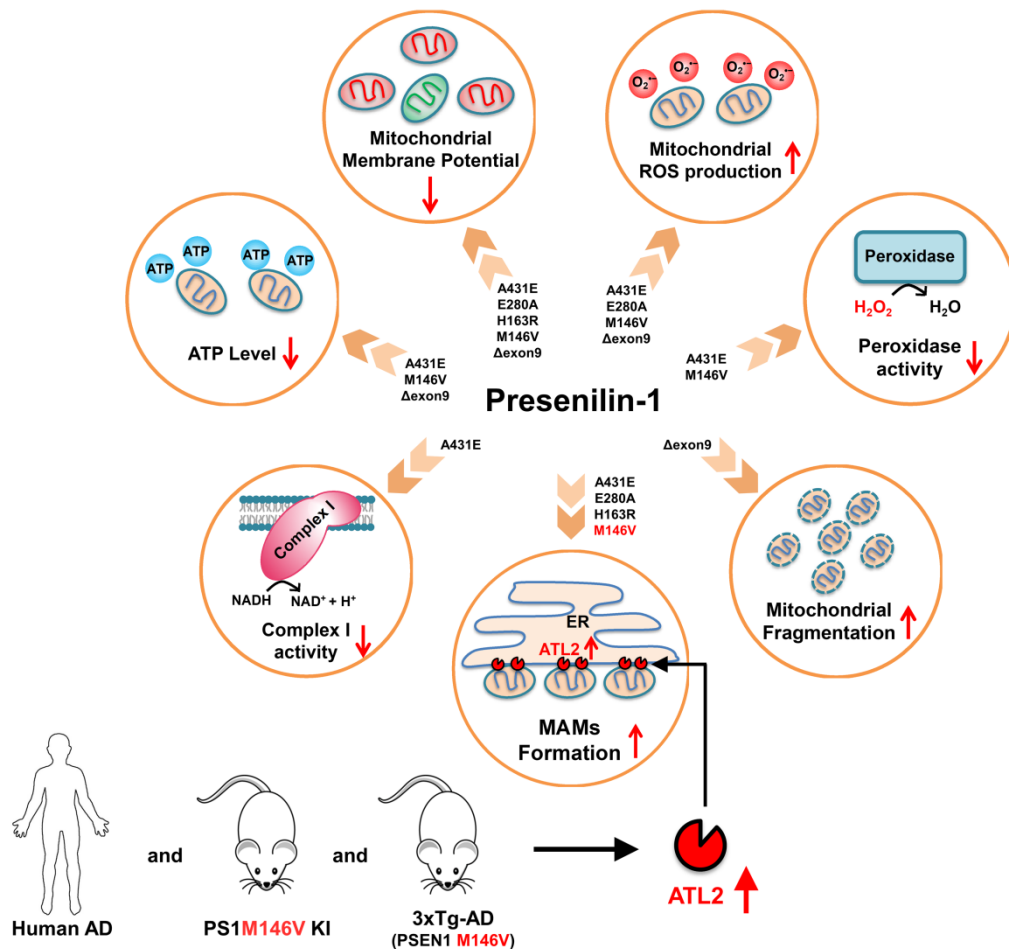 Mitochondrial
Membrane Potential
O₂•−
O₂•−
O₂•−
O₂•−
Mitochondrial
ROS production
ATP
ATP
ATP
ATP
ATP Level
Peroxidase
H₂O₂
H₂O
Peroxidase
activity
A431E
E280A
H163R
M146V
Δexon9
A431E
E280A
M146V
Δexon9
A431E
M146V
Δexon9
A431E
M146V
Presenilin-1
A431E
Δexon9
A431E
E280A
H163R
M146V
Complex I
NADH
NAD⁺ + H⁺
Complex I
activity
Mitochondrial
Fragmentation
ER
ATL2
MAMs
Formation
Human AD
and
PS1M146V KI
and
3xTg-AD
(PSEN1 M146V)
ATL2